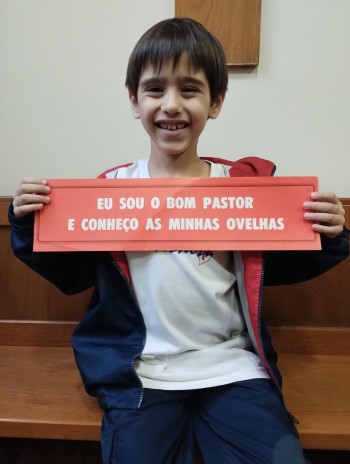 EU SOU O BOM PASTOR
E CONHEÇO AS MINHAS OVELHAS